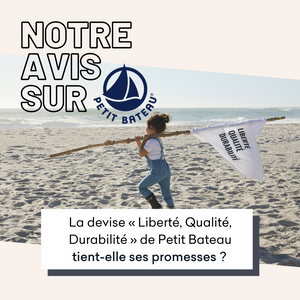 NOTRE
AVIS
SUR
PETIT BATEAU®
LIBERTÉ
QUALITÉ
DURABILITÉ
La devise « Liberté, Qualité,
Durabilité » de Petit Bateau
tient-elle ses promesses ?